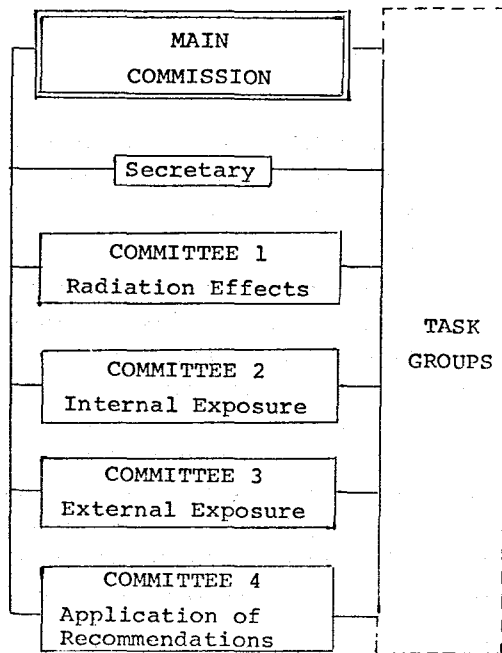 MAIN
COMMISSION
Secretary
COMMITTEE 1
Radiation Effects
COMMITTEE 2
Internal Exposure
COMMITTEE 3
External Exposure
COMMITTEE 4
Application of
Recommendations
TASK
GROUPS